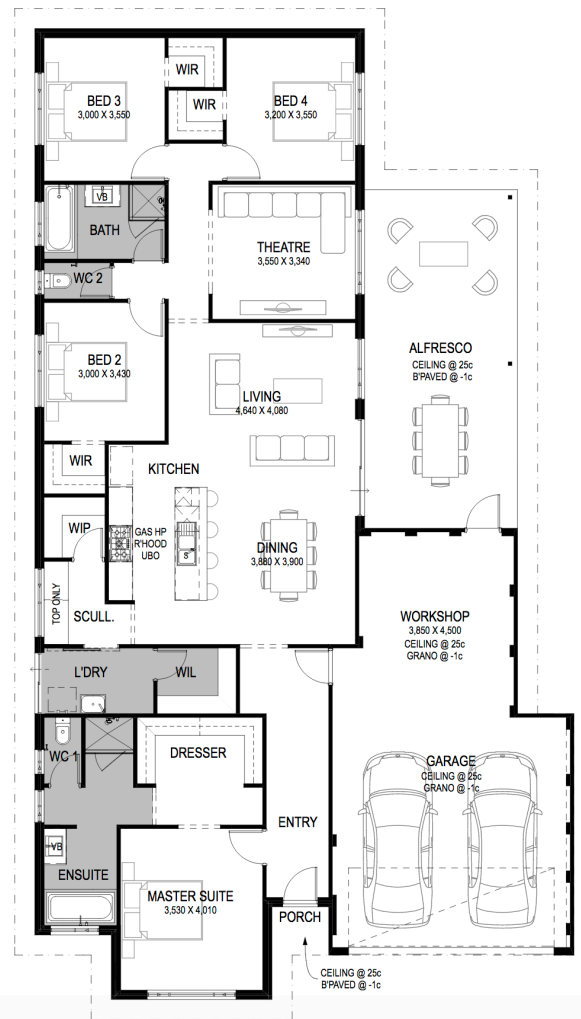 WIR
BED 3
3,000 X 3,550
WIR
BED 4
3,200 X 3,550
VB
BATH
THEATRE
3,550 X 3,340
WC 2
ALFRESCO
CEILING @ 25c
B'PAVED @ -1c
BED 2
3,000 X 3,430
LIVING
4,640 X 4,080
WIR
KITCHEN
WIP
GAS HP
R'HOOD
UBO
S
DINING
3,880 X 3,900
TOP ONLY
SCULL.
WORKSHOP
3,850 X 4,500
CEILING @ 25c
GRANO @ -1c
L'DRY
WIL
WC 1
DRESSER
GARAGE
CEILING @ 25c
GRANO @ -1c
ENTRY
VB
ENSUITE
MASTER SUITE
3,530 X 4,010
PORCH
CEILING @ 25c
B'PAVED @ -1c